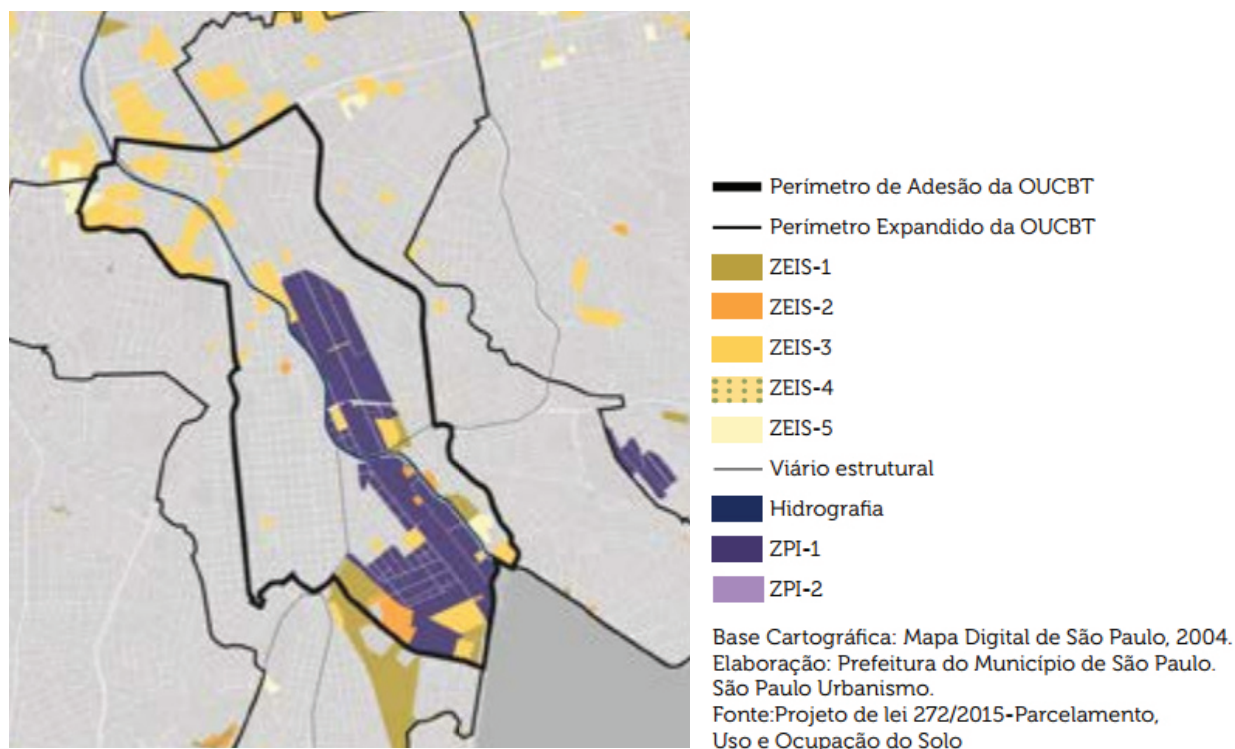 Perímetro de Adesão da OUCBT
Perímetro Expandido da OUCBT
ZEIS-1
ZEIS-2
ZEIS-3
ZEIS-4
ZEIS-5
Viário estrutural
Hidrografia
ZPI-1
ZPI-2
Base Cartográfica: Mapa Digital de São Paulo, 2004.
Elaboração: Prefeitura do Município de São Paulo.
São Paulo Urbanismo.
Fonte:Projeto de lei 272/2015-Parcelamento,
Uso e Ocupação do Solo